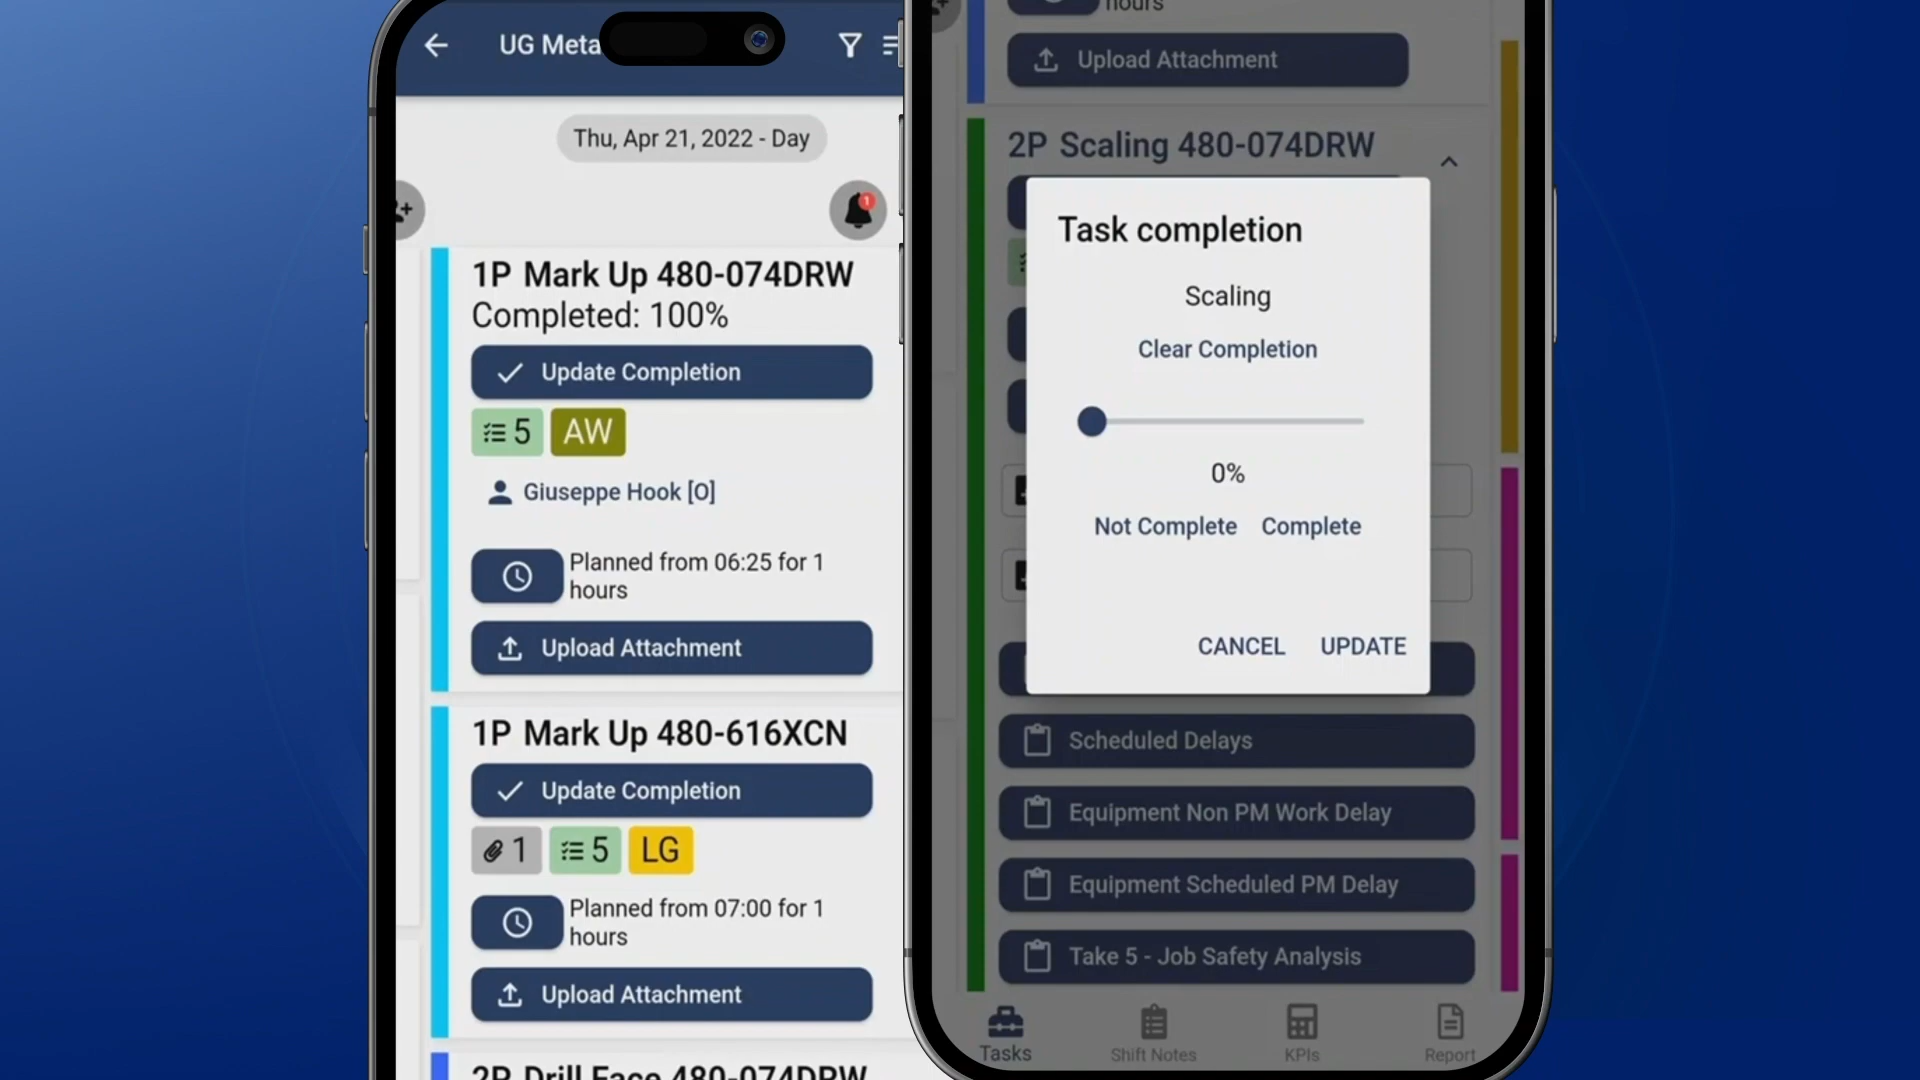 UG Meta
Thu, Apr 21, 2022 - Day
1
1P Mark Up 480-074DRW
Completed: 100%
Update Completion
5 AW
Giuseppe Hook [O]
Planned from 06:25 for 1
hours
Upload Attachment
1P Mark Up 480-616XCN
Update Completion
1 5 LG
Planned from 07:00 for 1
hours
Upload Attachment
2P Drill Face 480-074DRW
hours
Upload Attachment
2P Scaling 480-074DRW
Task completion
Scaling
Clear Completion
0%
Not Complete Complete
CANCEL UPDATE
Scheduled Delays
Equipment Non PM Work Delay
Equipment Scheduled PM Delay
Take 5 - Job Safety Analysis
Tasks Shift Notes KPIs Report